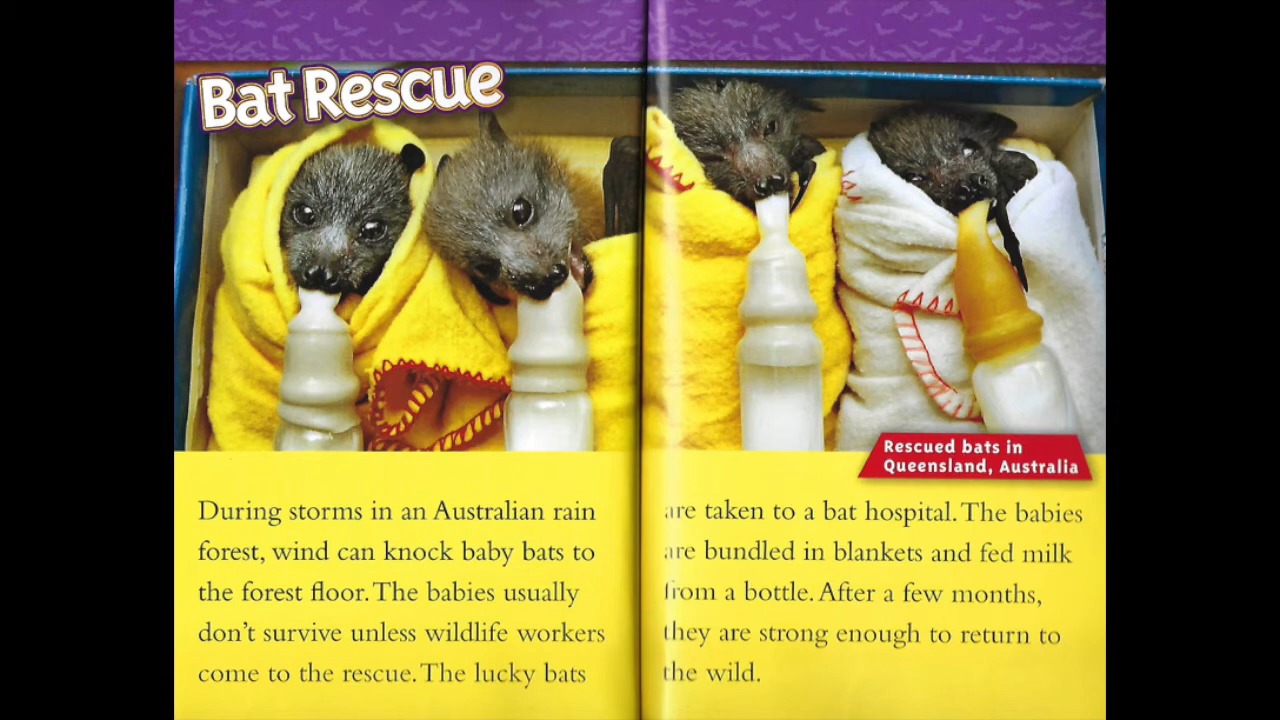 Bat Rescue
During storms in an Australian rain
forest, wind can knock baby bats to
the forest floor. The babies usually
don't survive unless wildlife workers
come to the rescue. The lucky bats
Rescued bats in
Queensland, Australia
are taken to a bat hospital. The babies
are bundled in blankets and fed milk
from a bottle. After a few months,
they are strong enough to return to
the wild.